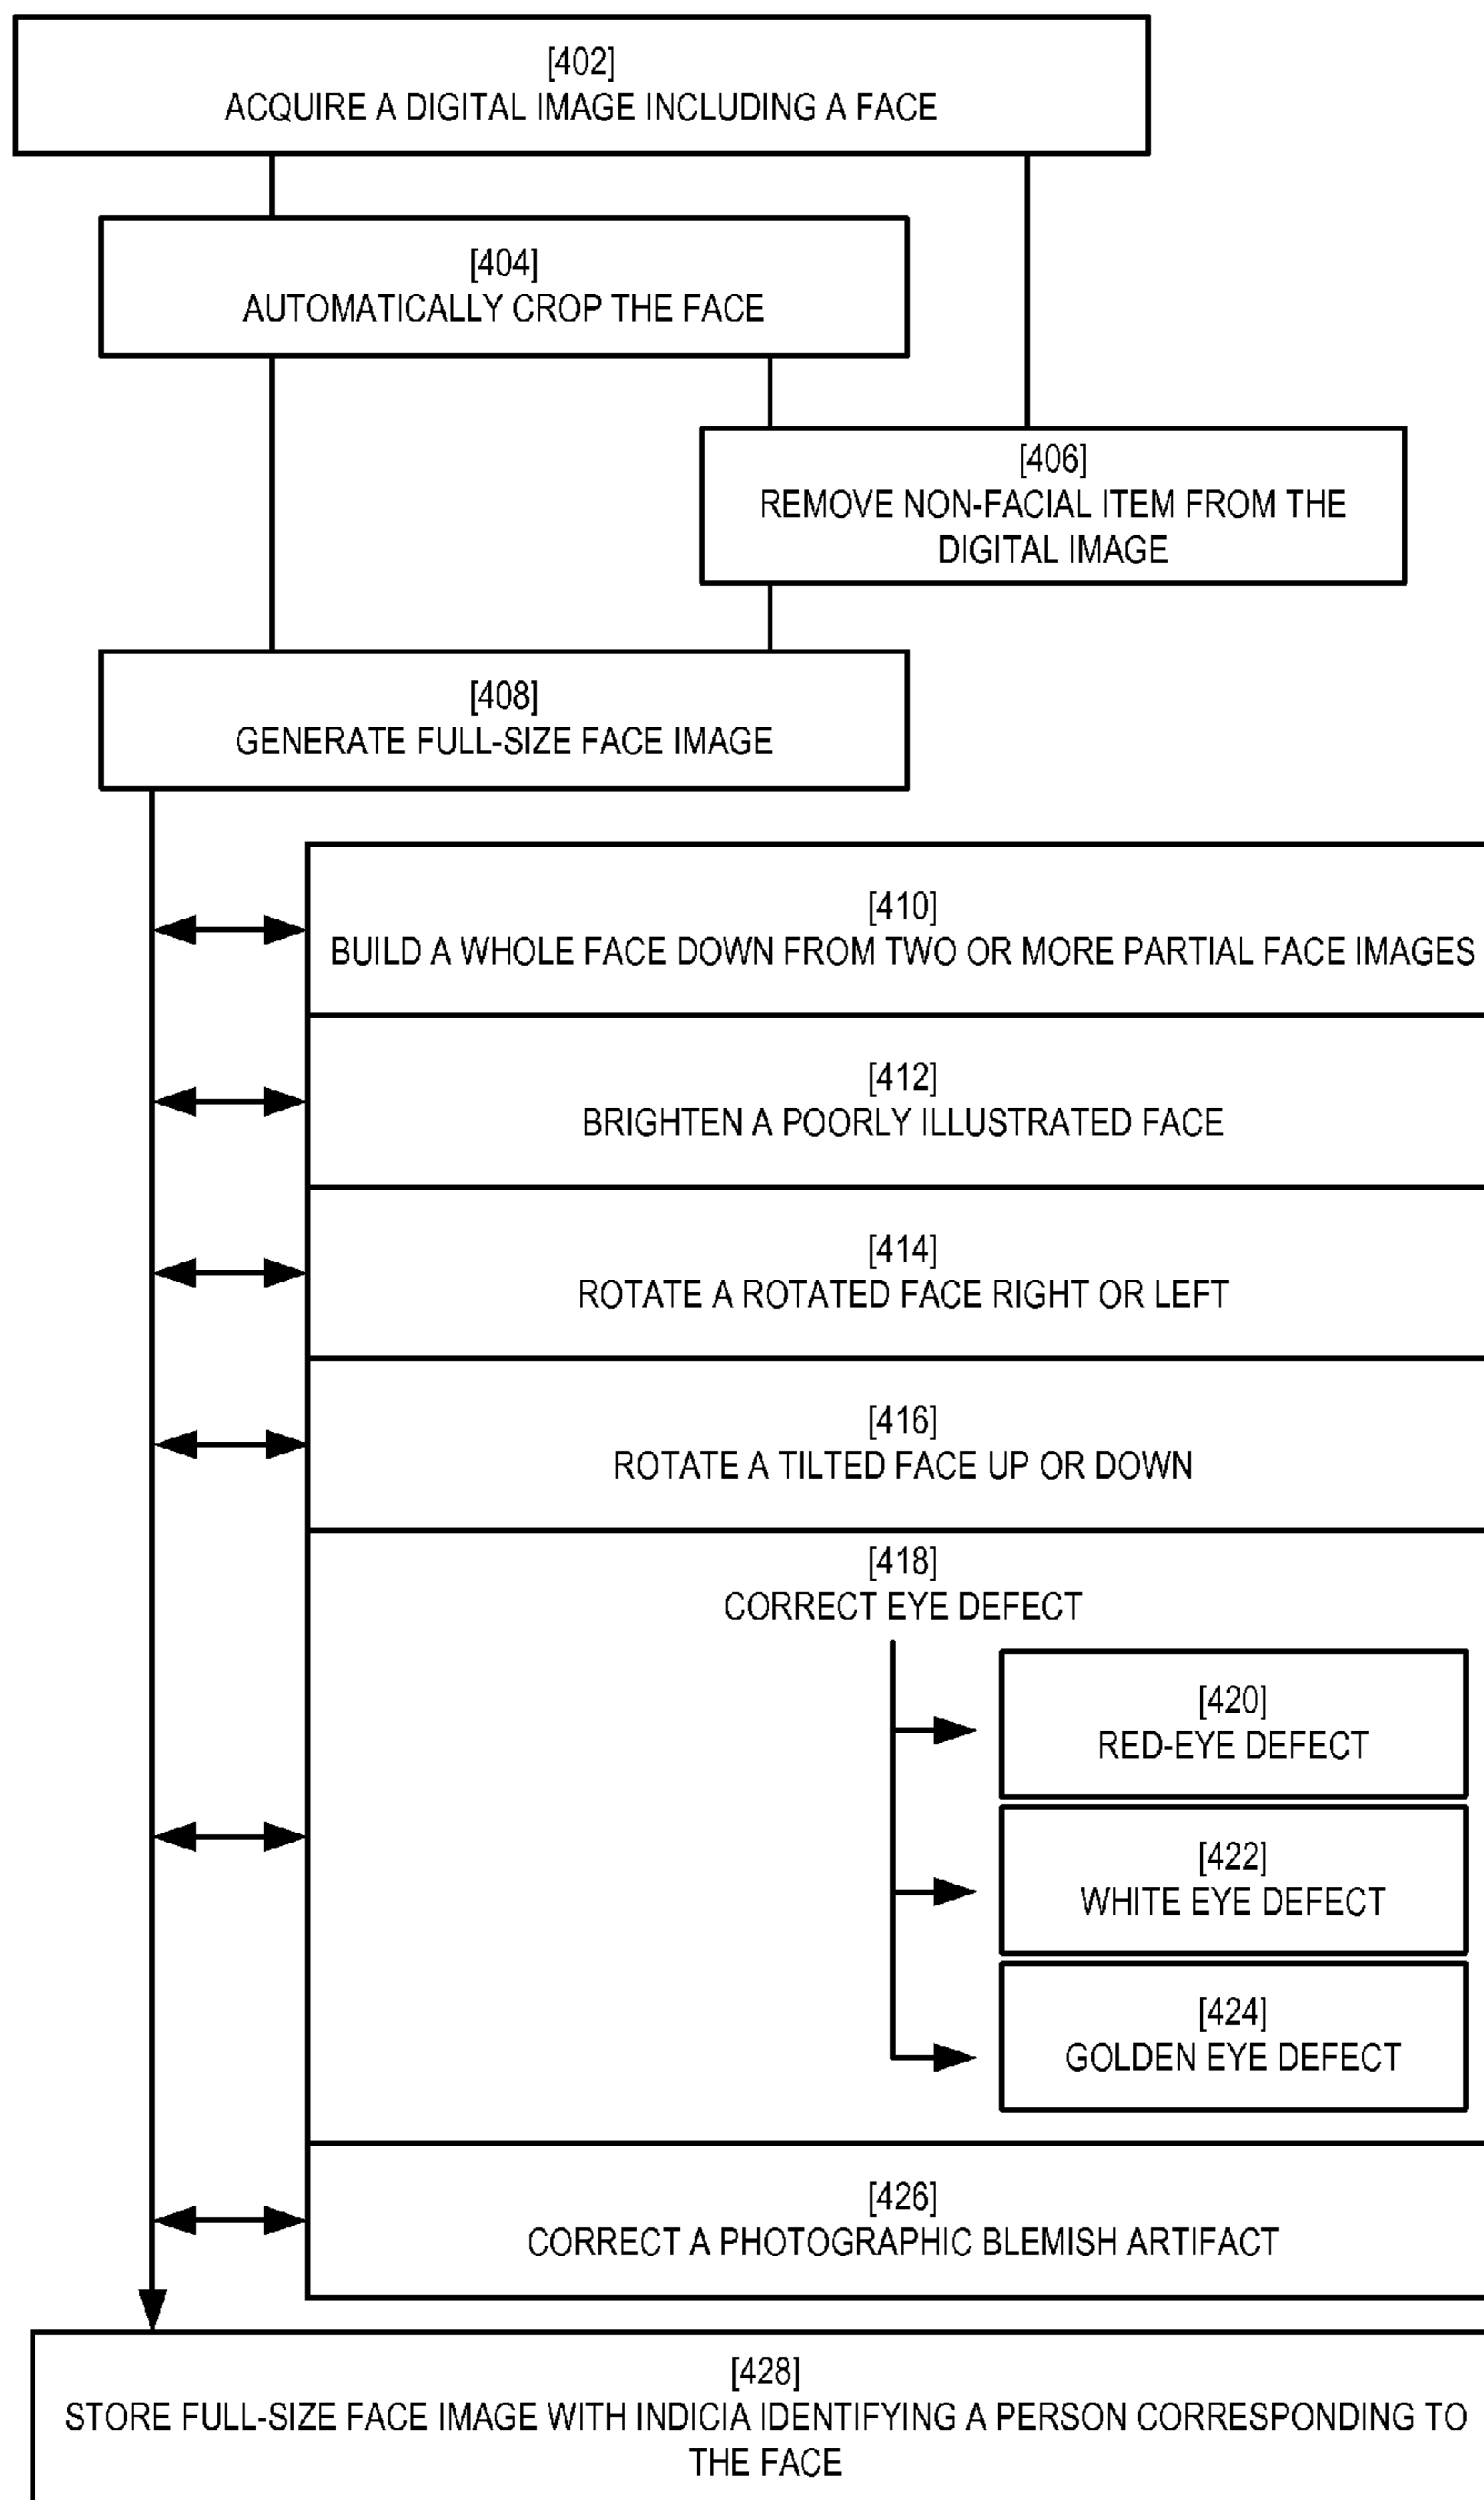 [402]
ACQUIRE A DIGITAL IMAGE INCLUDING A FACE
[404]
AUTOMATICALLY CROP THE FACE
[406]
REMOVE NON-FACIAL ITEM FROM THE
DIGITAL IMAGE
[408]
GENERATE FULL-SIZE FACE IMAGE
[410]
BUILD A WHOLE FACE DOWN FROM TWO OR MORE PARTIAL FACE IMAGES
[412]
BRIGHTEN A POORLY ILLUSTRATED FACE
[414]
ROTATE A ROTATED FACE RIGHT OR LEFT
[416]
ROTATE A TILTED FACE UP OR DOWN
[418]
CORRECT EYE DEFECT
[420]
RED-EYE DEFECT
[422]
WHITE EYE DEFECT
[424]
GOLDEN EYE DEFECT
[426]
CORRECT A PHOTOGRAPHIC BLEMISH ARTIFACT
[428]
STORE FULL-SIZE FACE IMAGE WITH INDICIA IDENTIFYING A PERSON CORRESPONDING TO
THE FACE